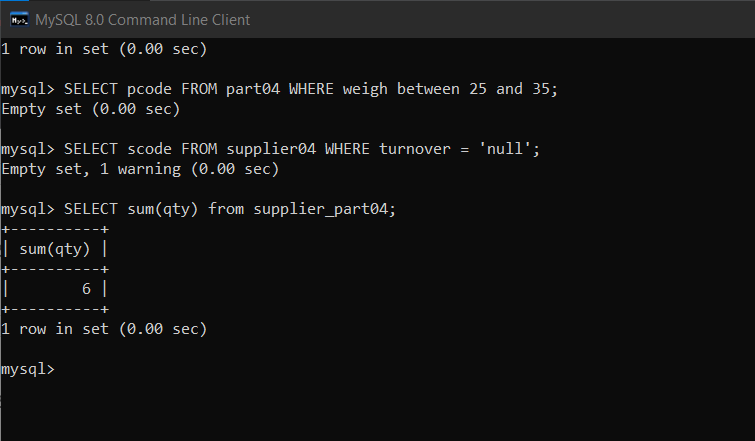 MySQL 8.0 Command Line Client
1 row in set (0.00 sec)
mysql> SELECT pcode FROM part04 WHERE weigh between 25 and 35;
Empty set (0.00 sec)
mysql> SELECT scode FROM supplier04 WHERE turnover = 'null';
Empty set, 1 warning (0.00 sec)
mysql> SELECT sum(qty) from supplier_part04;
+----------+
| sum(qty) |
+----------+
|        6 |
+----------+
1 row in set (0.00 sec)
mysql>